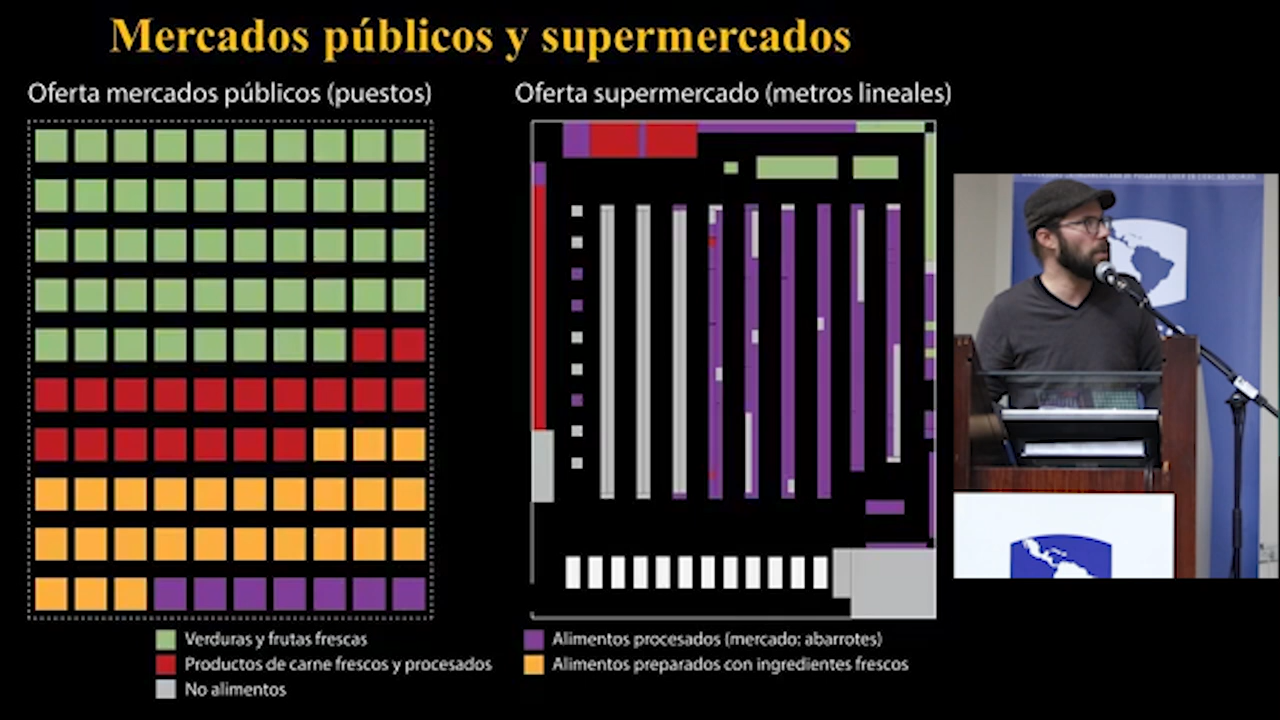 Mercados públicos y supermercados
Oferta mercados públicos (puestos)
Oferta supermercado (metros lineales)
Verduras y frutas frescas
Productos de carne frescos y procesados
No alimentos
Alimentos procesados (mercado: abarrotes)
Alimentos preparados con ingredientes frescos